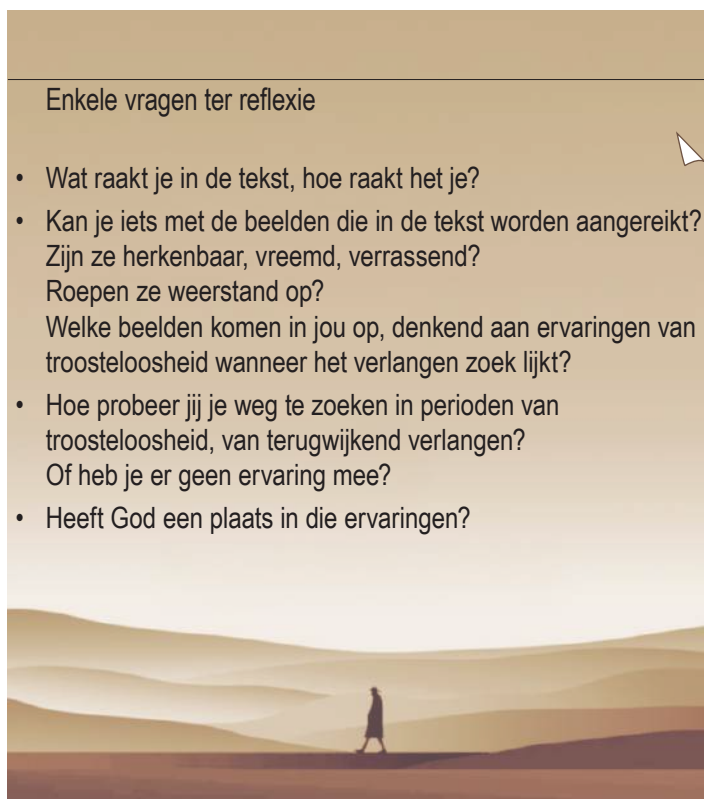 Enkele vragen ter reflexie
• Wat raakt je in de tekst, hoe raakt het je?
• Kan je iets met de beelden die in de tekst worden aangereikt?
Zijn ze herkenbaar, vreemd, verrassend?
Roepen ze weerstand op?
Welke beelden komen in jou op, denkend aan ervaringen van
troosteloosheid wanneer het verlangen zoek lijkt?
• Hoe probeer jij je weg te zoeken in perioden van
troosteloosheid, van terugwijkend verlangen?
Of heb je er geen ervaring mee?
• Heeft God een plaats in die ervaringen?